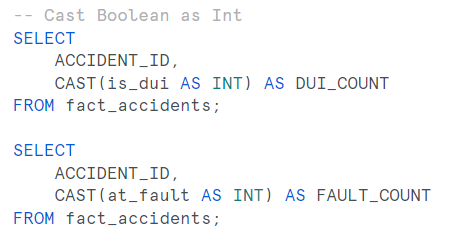 -- Cast Boolean as Int
SELECT
    ACCIDENT_ID,
    CAST(is_dui AS INT) AS DUI_COUNT
FROM fact_accidents;

SELECT
    ACCIDENT_ID,
    CAST(at_fault AS INT) AS FAULT_COUNT
FROM fact_accidents;